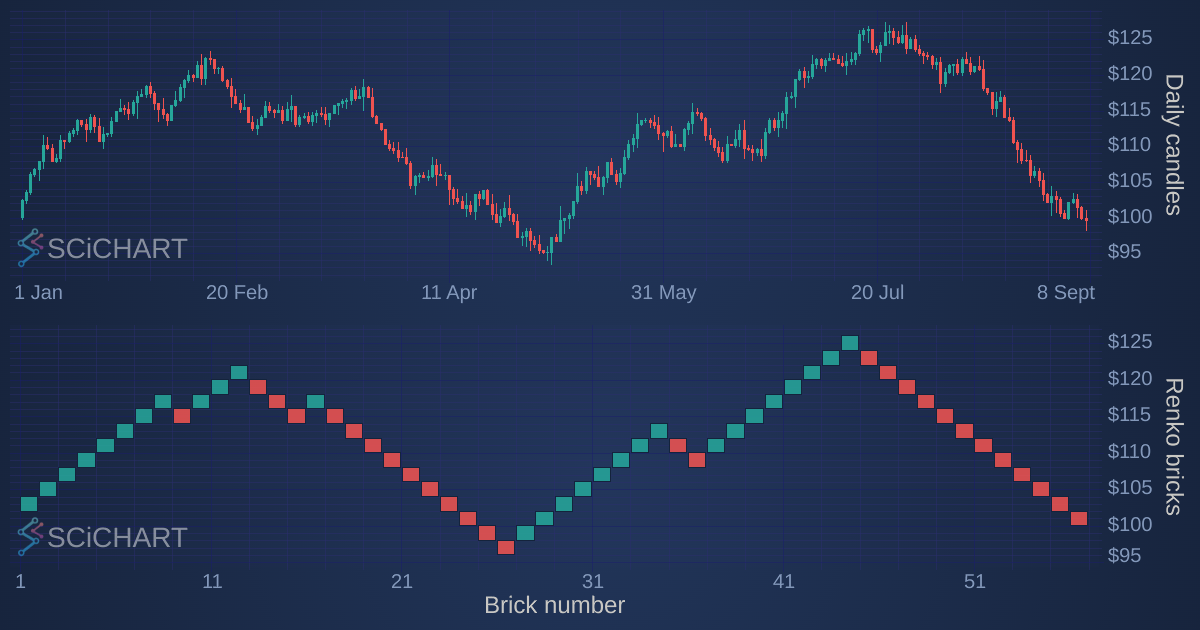 $125
$120
$115
$110
$105
$100
$95
Daily candles
SCiCHART
1 Jan
20 Feb
11 Apr
31 May
20 Jul
8 Sept
$125
$120
$115
$110
$105
$100
$95
Renko bricks
SCiCHART
1
11
21
31
41
51
Brick number